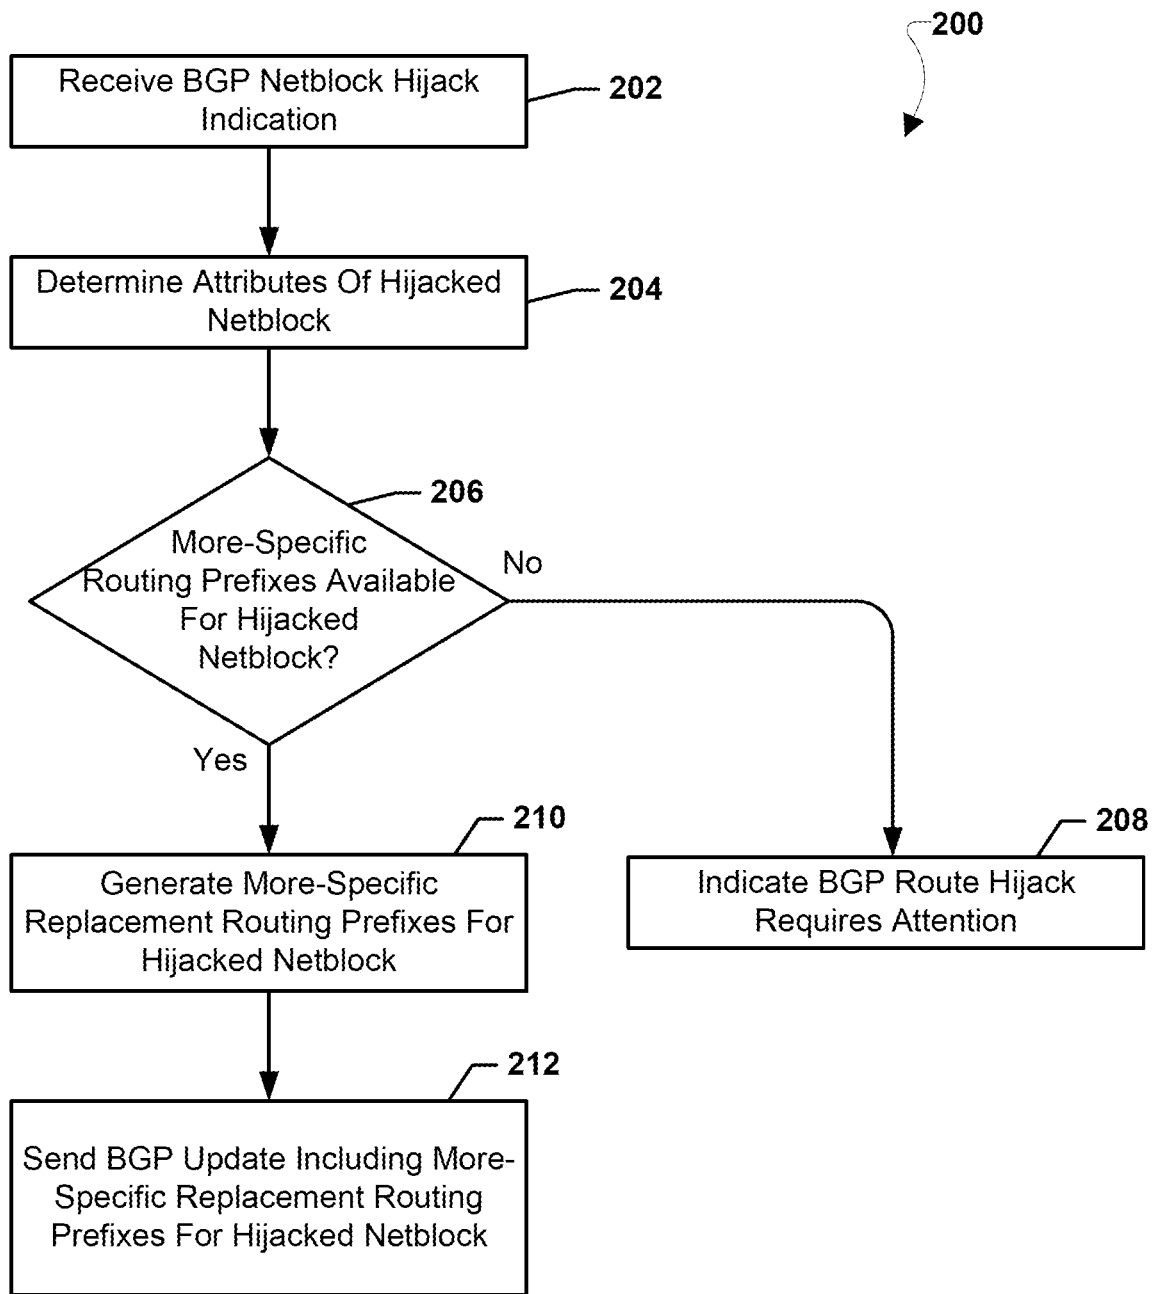 200
Receive BGP Netblock Hijack
Indication
202
Determine Attributes Of Hijacked
Netblock
204
206
More-Specific
Routing Prefixes Available
For Hijacked
Netblock?
No
Yes
210
Generate More-Specific
Replacement Routing Prefixes For
Hijacked Netblock
208
Indicate BGP Route Hijack
Requires Attention
212
Send BGP Update Including More-
Specific Replacement Routing
Prefixes For Hijacked Netblock